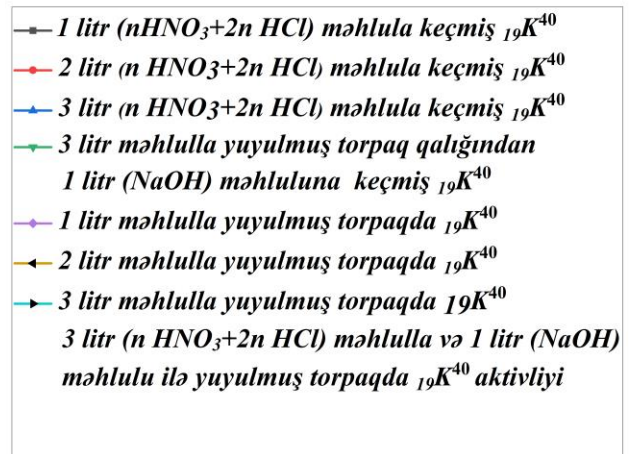 1 litr (nHNO₃+2n HCl) məhlula keçmiş ₁₉K⁴⁰
2 litr (n HNO3+2n HCl) məhlula keçmiş ₁₉K⁴⁰
3 litr (n HNO3+2n HCl) məhlula keçmiş ₁₉K⁴⁰
3 litr məhlulla yuyulmuş torpaq qalığından
1 litr (NaOH) məhluluna keçmiş ₁₉K⁴⁰
1 litr məhlulla yuyulmuş torpaqda ₁₉K⁴⁰
2 litr məhlulla yuyulmuş torpaqda ₁₉K⁴⁰
3 litr məhlulla yuyulmuş torpaqda 19K⁴⁰
3 litr (n HNO₃+2n HCl) məhlulla və 1 litr (NaOH)
məhlulu ilə yuyulmuş torpaqda ₁₉K⁴⁰ aktivliyi